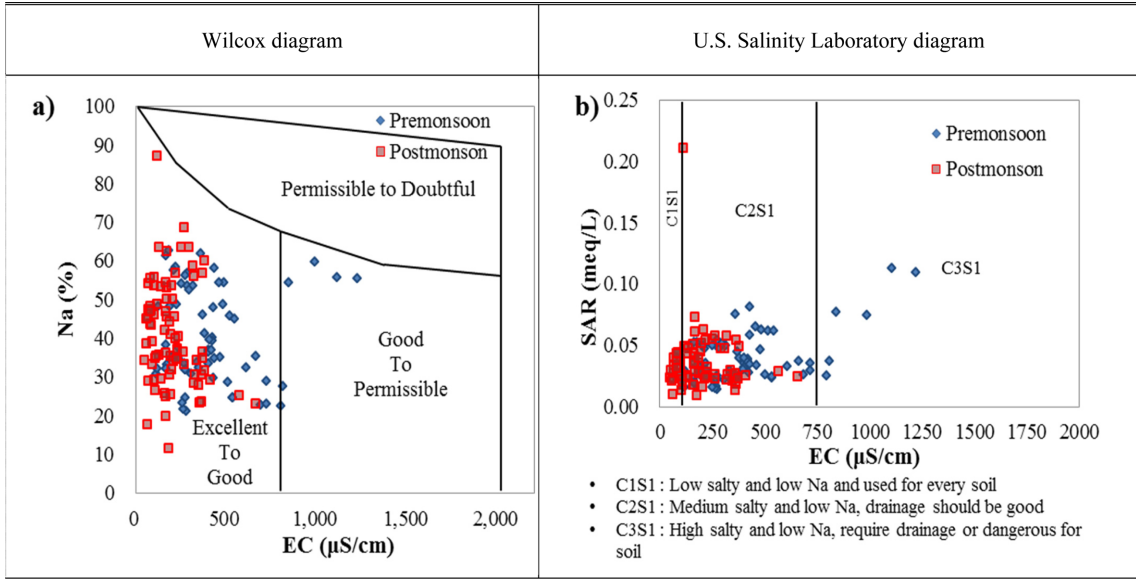 Wilcox diagram
U.S. Salinity Laboratory diagram
a)
100
90
80
70
60
50
40
30
20
10
0
Na (%)
Premonsoon
Postmonson
Permissible to Doubtful
Good
To
Permissible
Excellent
To
Good
0
500
1,000
1,500
2,000
EC (µS/cm)
b)
0.25
0.20
0.15
0.10
0.05
0.00
SAR (meq/L)
Premonsoon
Postmonson
C1S1
C2S1
C3S1
0
250
500
750
1000
1250
1500
1750
2000
EC (µS/cm)
• C1S1 : Low salty and low Na and used for every soil
• C2S1 : Medium salty and low Na, drainage should be good
• C3S1 : High salty and low Na, require drainage or dangerous for
soil